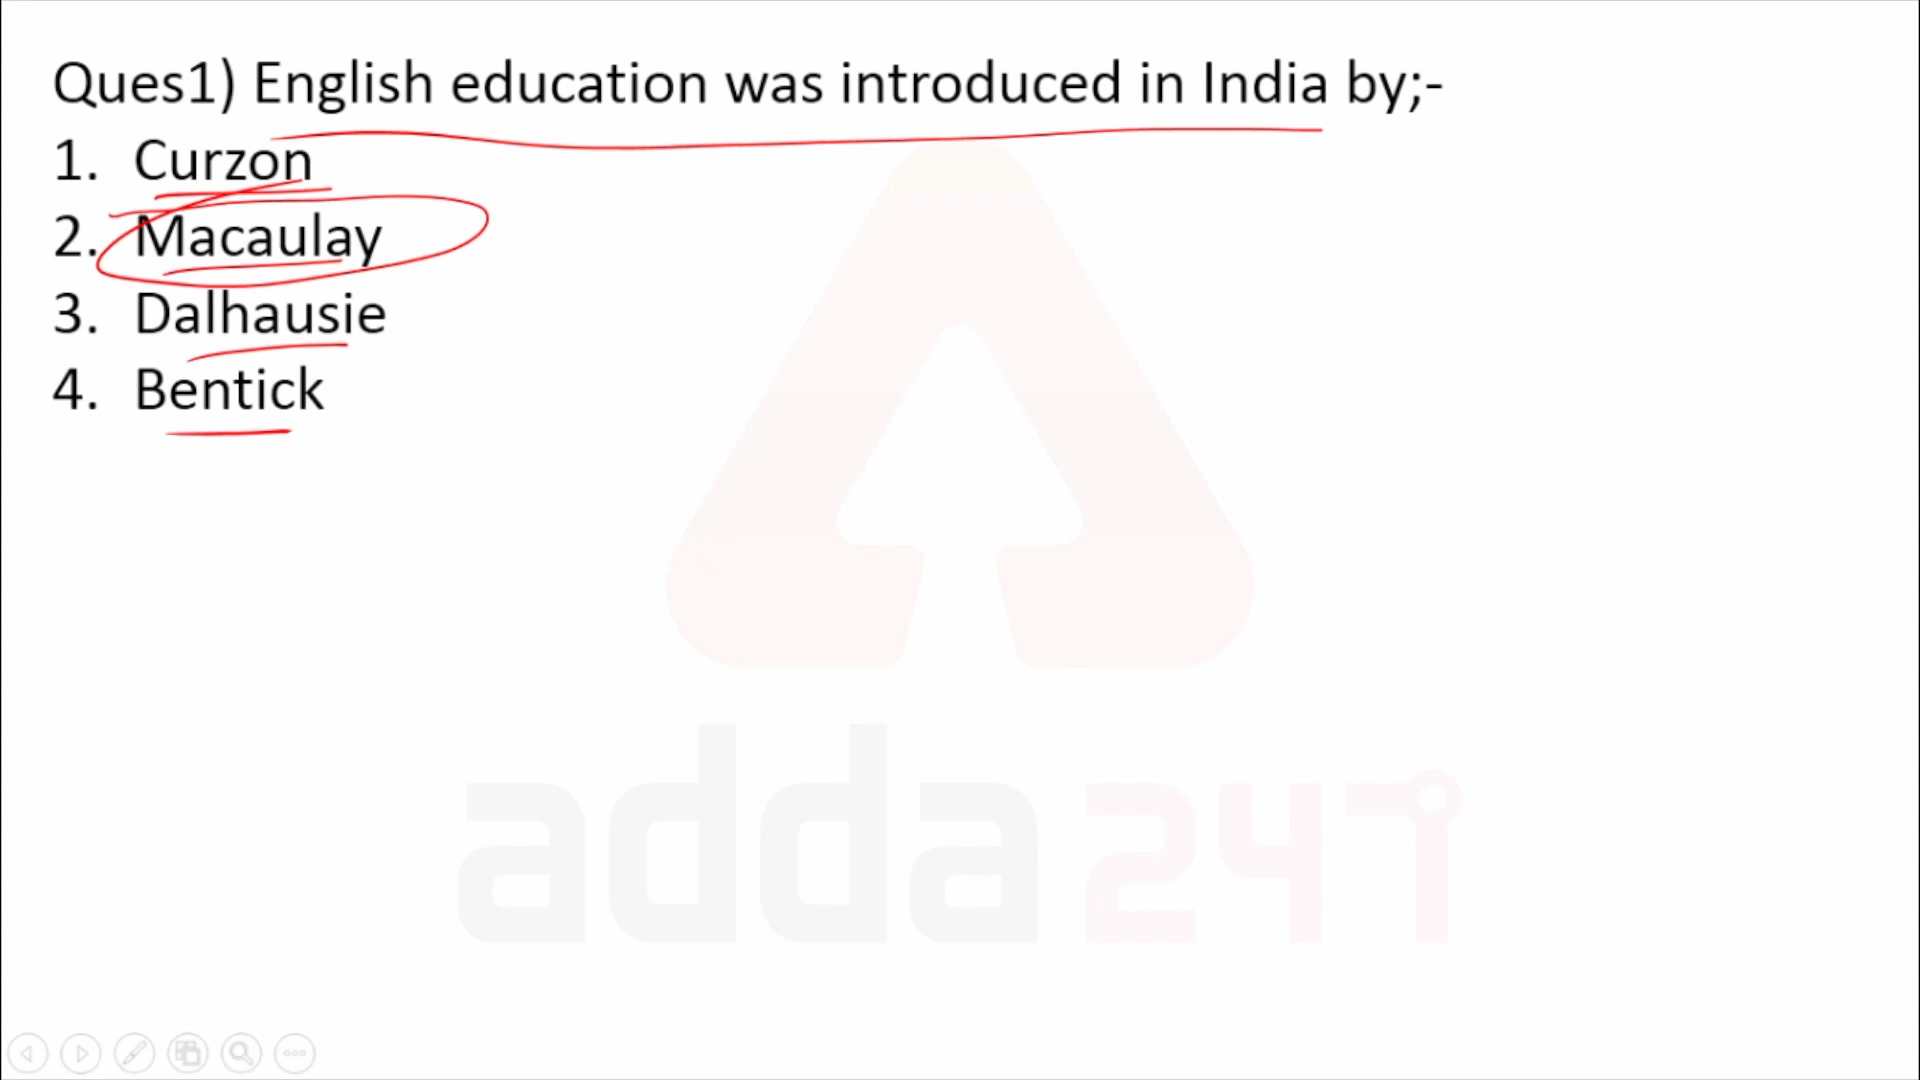 Ques1) English education was introduced in India by;-
1. Curzon
2. Macaulay
3. Dalhausie
4. Bentick
adda247